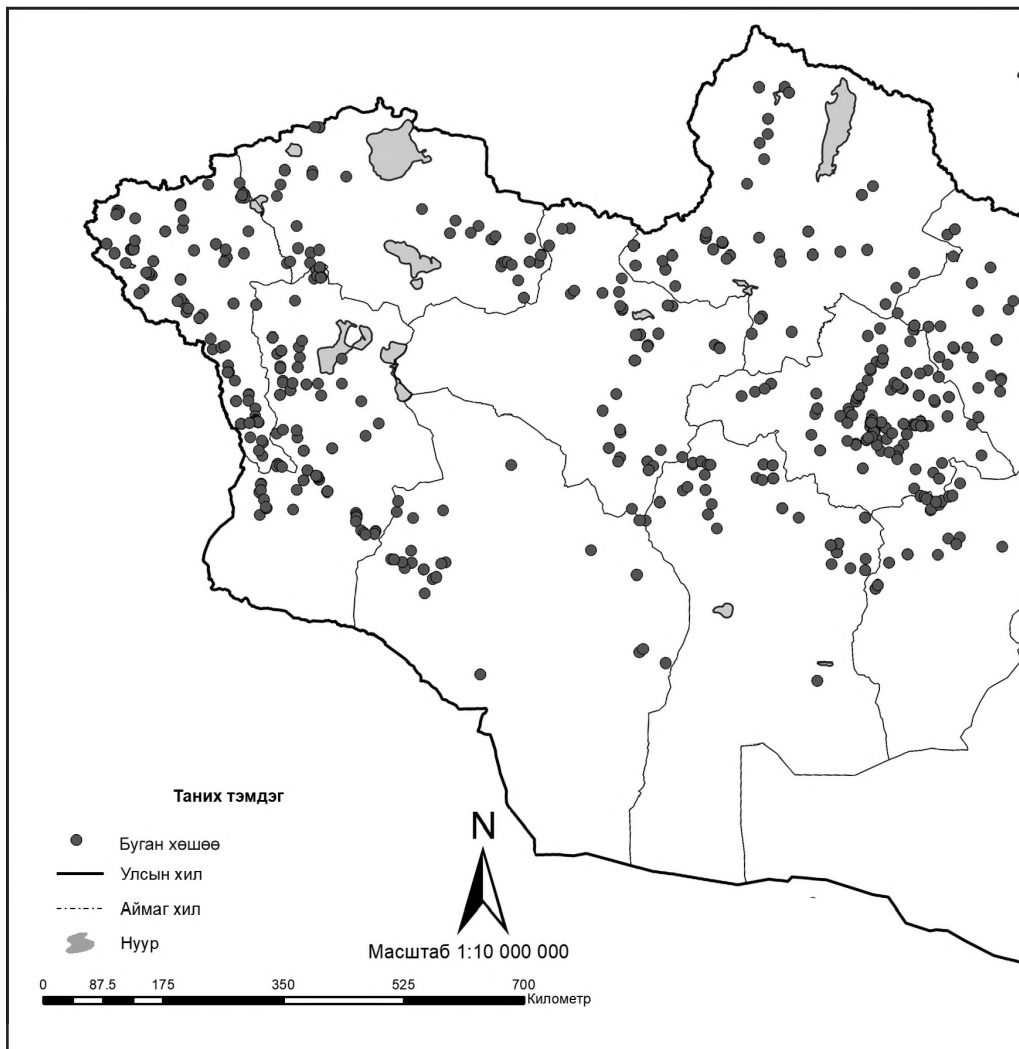 Таних тэмдэг
Буган хөшөө
Улсын хил
Аймаг хил
Нуур
N
Масштаб 1:10 000 000
0 87.5 175 350 525 700
Километр